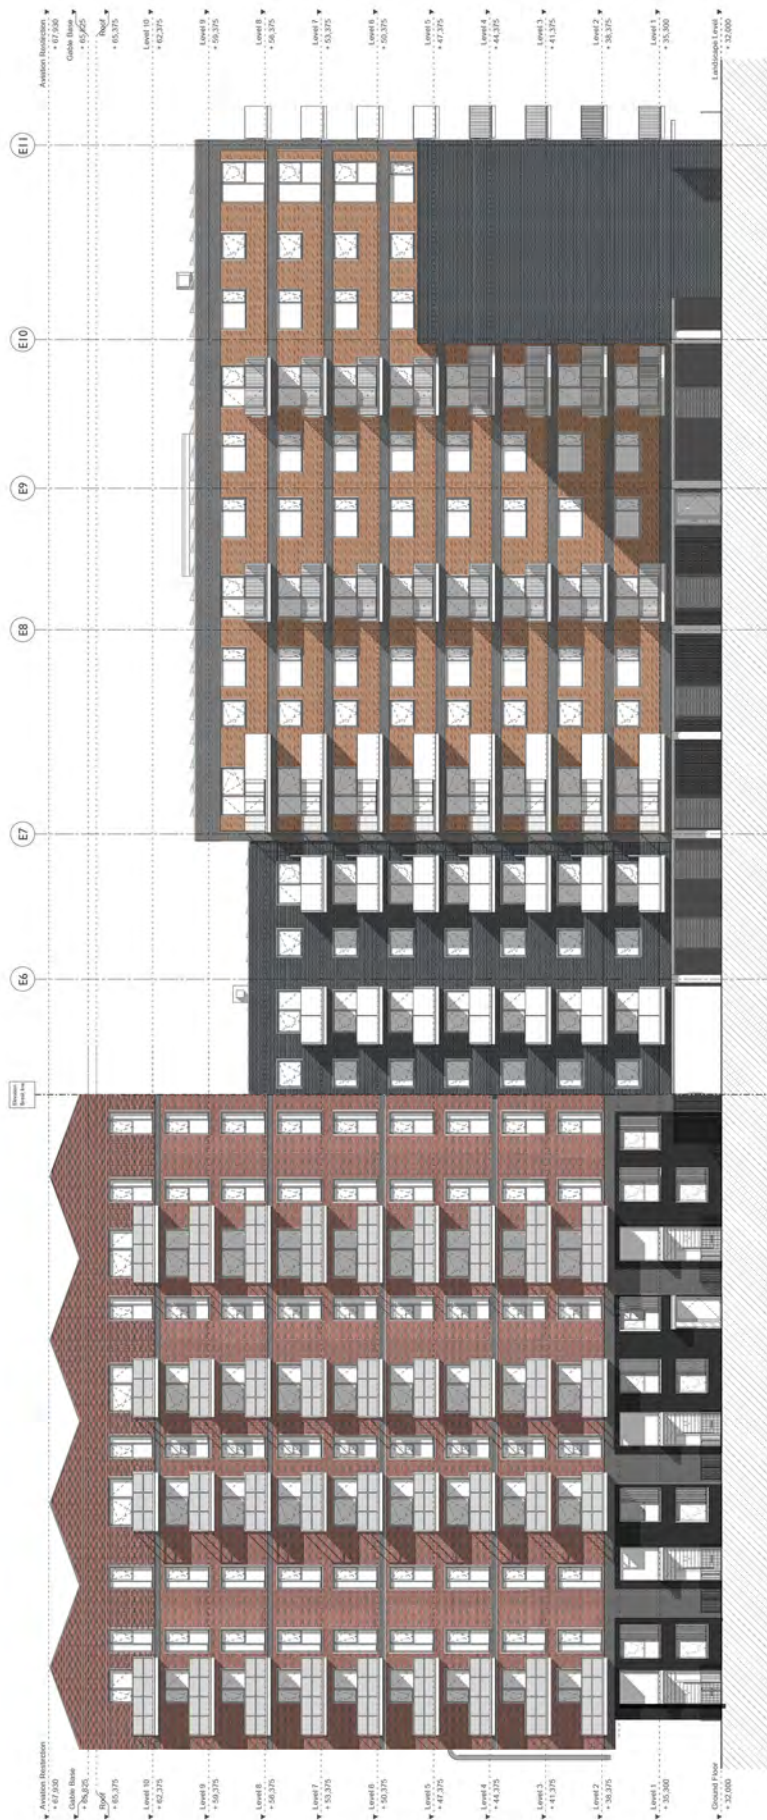 Aviation Restriction
+ 67,930
Gable Base
+ 65,825
Roof
+ 65,375
Level 10
+ 62,375
Level 9
+ 59,375
Level 8
+ 56,375
Level 7
+ 53,375
Level 6
+ 50,375
Level 5
+ 47,375
Level 4
+ 44,375
Level 3
+ 41,375
Level 2
+ 38,375
Level 1
+ 35,300
Landscape Level
+ 32,000
E11
E10
E9
E8
E7
E6
Elevation
Break line
Aviation Restriction
+ 67,930
Gable Base
+ 65,825
Roof
+ 65,375
Level 10
+ 62,375
Level 9
+ 59,375
Level 8
+ 56,375
Level 7
+ 53,375
Level 6
+ 50,375
Level 5
+ 47,375
Level 4
+ 44,375
Level 3
+ 41,375
Level 2
+ 38,375
Level 1
+ 35,300
Ground Floor
+ 32,000